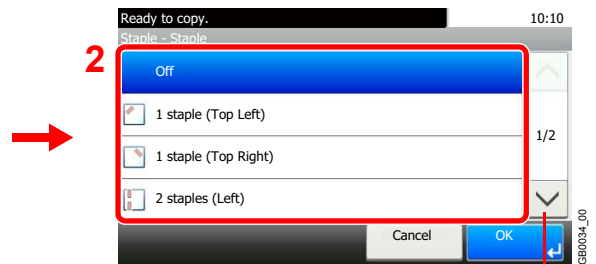 Ready to copy. 10:10
Staple - Staple
2
Off
1 staple (Top Left)
1/2
1 staple (Top Right)
2 staples (Left)
Cancel OK
GB0034_00